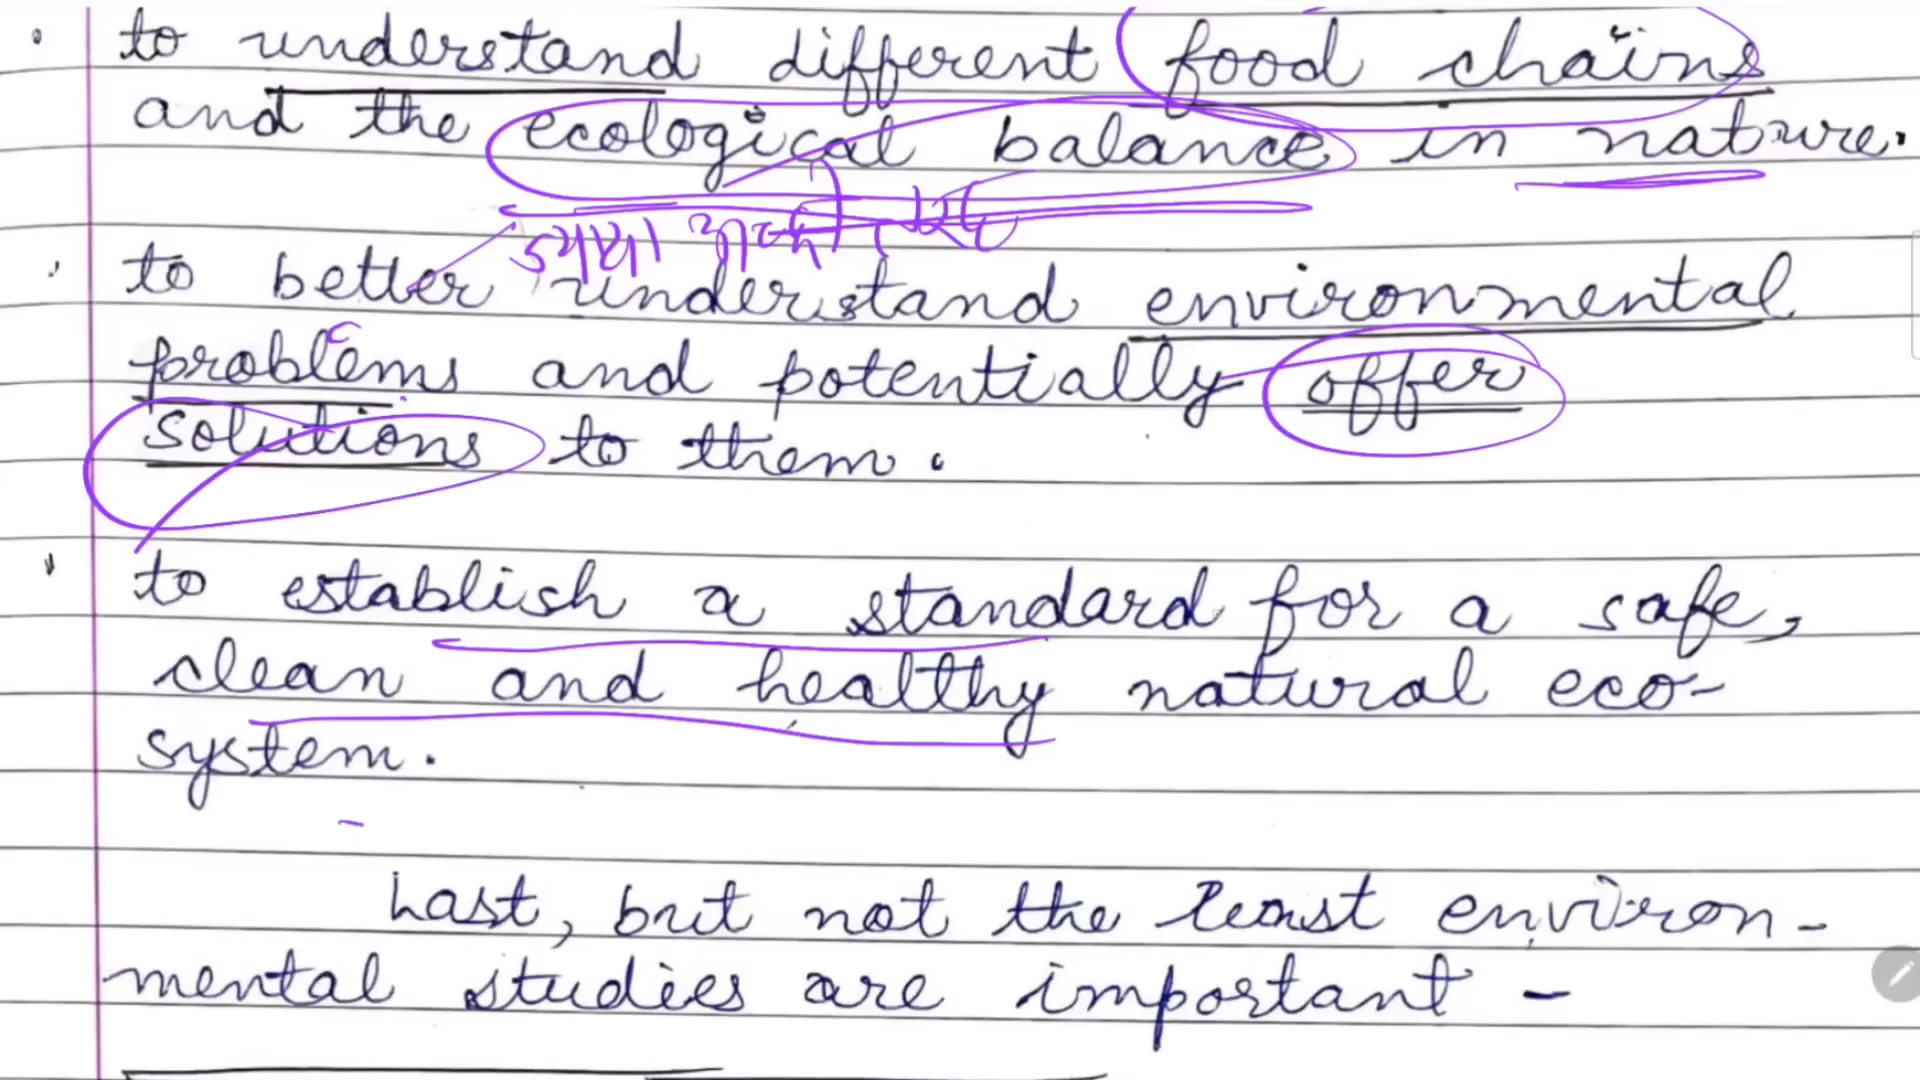 to understand different food chains
and the ecological balance in nature.
to better understand environmental
problems and potentially offer
solutions to them.
to establish a standard for a safe,
clean and healthy natural eco-
system.
Last, but not the least environ-
mental studies are important -